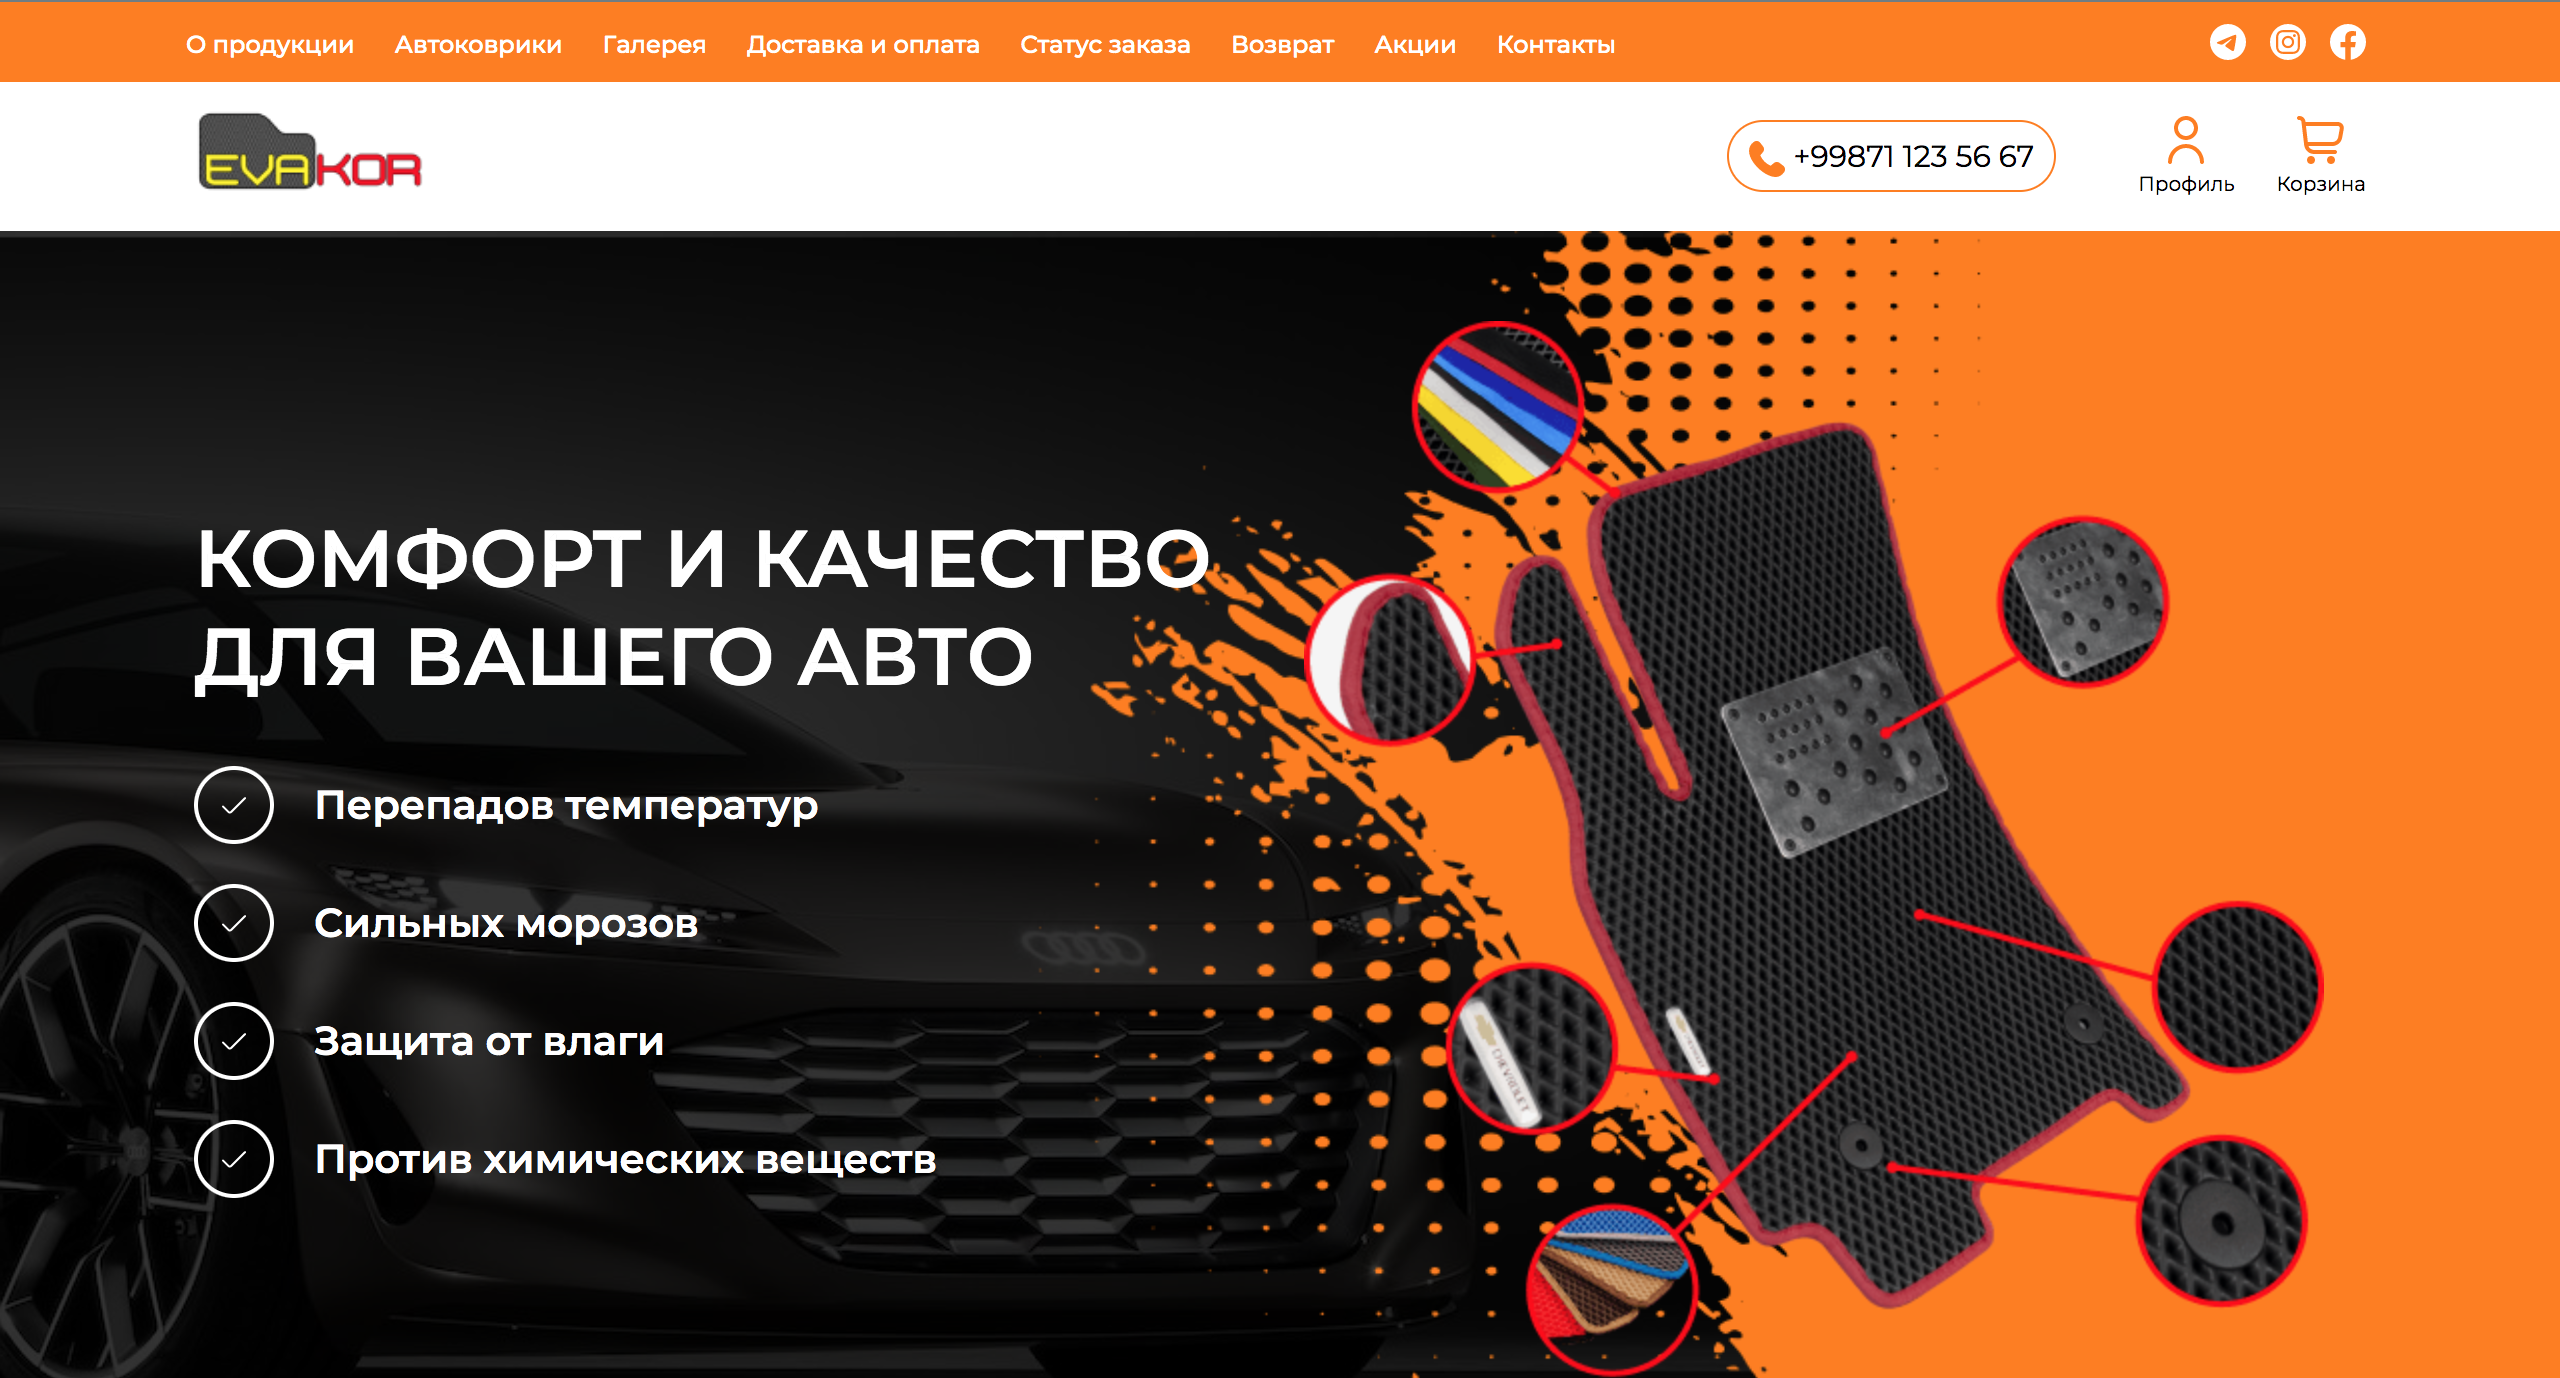 О продукции Автоковрики Галерея Доставка и оплата Статус заказа Возврат Акции Контакты
EVAKOR
+99871 123 56 67
Профиль Корзина
КОМФОРТ И КАЧЕСТВО
ДЛЯ ВАШЕГО АВТО
Перепадов температур
Сильных морозов
Защита от влаги
Против химических веществ
CHEVROLET